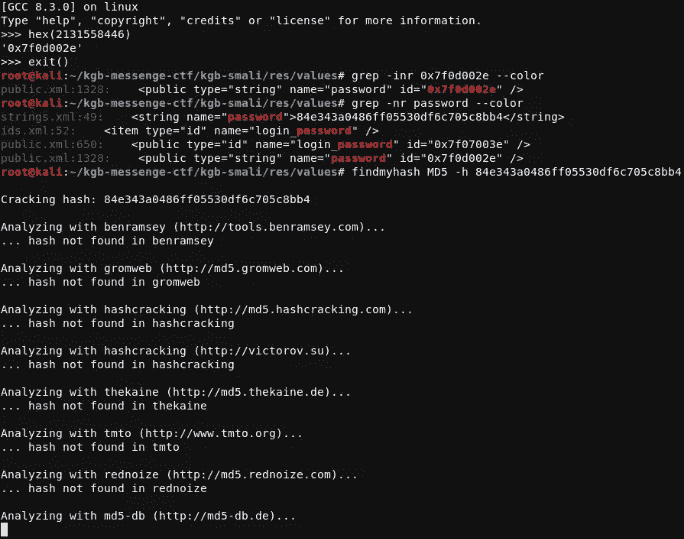 [GCC 8.3.0] on linux
Type "help", "copyright", "credits" or "license" for more information.
>>> hex(2131558446)
'0x7f0d002e'
>>> exit()
root@kali:~/kgb-messenge-ctf/kgb-smali/res/values# grep -inr 0x7f0d002e --color
public.xml:1328:    <public type="string" name="password" id="0x7f0d002e" />
root@kali:~/kgb-messenge-ctf/kgb-smali/res/values# grep -nr password --color
strings.xml:49:    <string name="password">84e343a0486ff05530df6c705c8bb4</string>
ids.xml:52:    <item type="id" name="login_password" />
public.xml:650:    <public type="id" name="login_password" id="0x7f07003e" />
public.xml:1328:    <public type="string" name="password" id="0x7f0d002e" />
root@kali:~/kgb-messenge-ctf/kgb-smali/res/values# findmyhash MD5 -h 84e343a0486ff05530df6c705c8bb4
Cracking hash: 84e343a0486ff05530df6c705c8bb4
Analyzing with benramsey (http://tools.benramsey.com)...
... hash not found in benramsey
Analyzing with gromweb (http://md5.gromweb.com)...
... hash not found in gromweb
Analyzing with hashcracking (http://md5.hashcracking.com)...
... hash not found in hashcracking
Analyzing with hashcracking (http://victorov.su)...
... hash not found in hashcracking
Analyzing with thekaine (http://md5.thekaine.de)...
... hash not found in thekaine
Analyzing with tmto (http://www.tmto.org)...
... hash not found in tmto
Analyzing with rednoize (http://md5.rednoize.com)...
... hash not found in rednoize
Analyzing with md5-db (http://md5-db.de)...